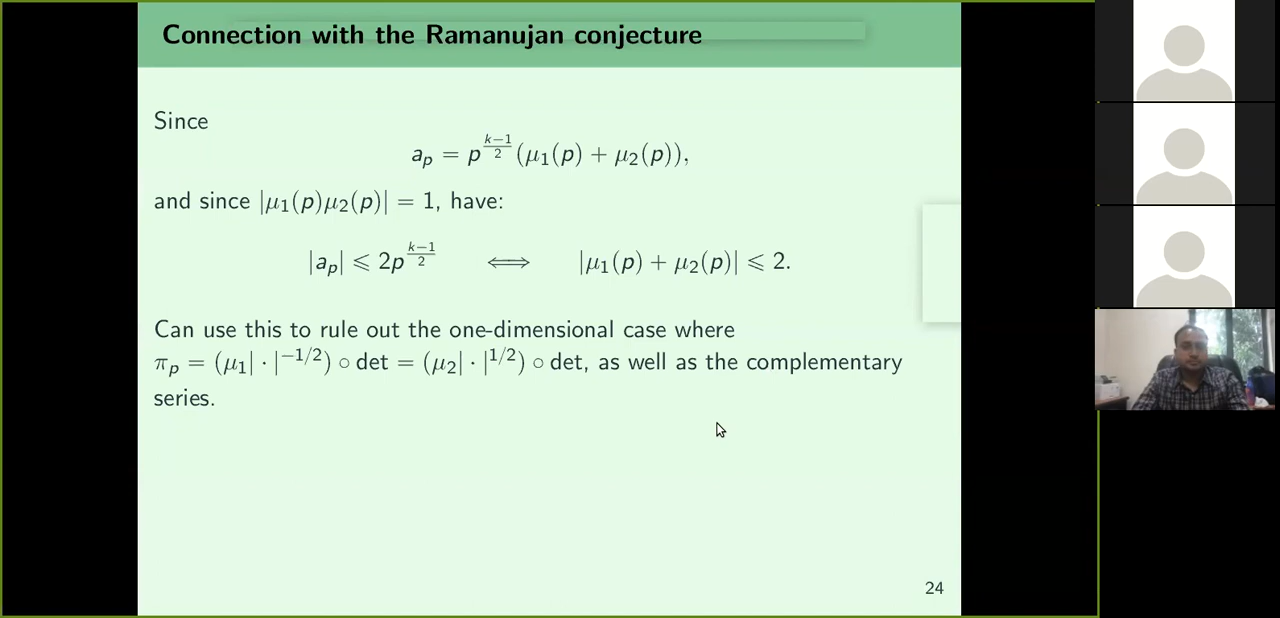 Connection with the Ramanujan conjecture
Since
a_p = p^{\frac{k-1}{2}}(μ_1(p) + μ_2(p)),
and since |μ_1(p)μ_2(p)| = 1, have:
|a_p| ⩽ 2p^{\frac{k-1}{2}} ⟺ |μ_1(p) + μ_2(p)| ⩽ 2.
Can use this to rule out the one-dimensional case where
π_p = (μ_1| · |^{-1/2}) ∘ det = (μ_2| · |^{1/2}) ∘ det, as well as the complementary
series.
24